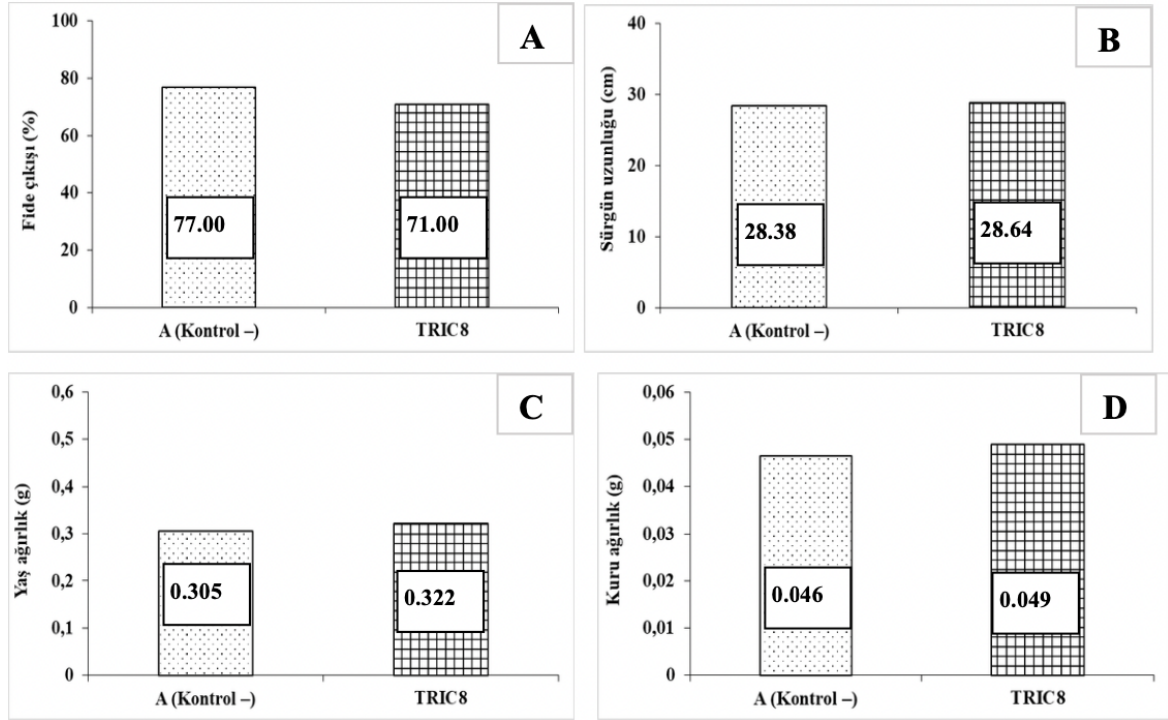 A
Fide çıkışı (%)
100
80
60
40
20
0
77.00
71.00
A (Kontrol –)
TRIC8
B
Sürgün uzunluğu (cm)
40
30
20
10
0
28.38
28.64
A (Kontrol –)
TRIC8
C
Yaş ağırlık (g)
0,6
0,5
0,4
0,3
0,2
0,1
0
0.305
0.322
A (Kontrol –)
TRIC8
D
Kuru ağırlık (g)
0,06
0,05
0,04
0,03
0,02
0,01
0
0.046
0.049
A (Kontrol –)
TRIC8